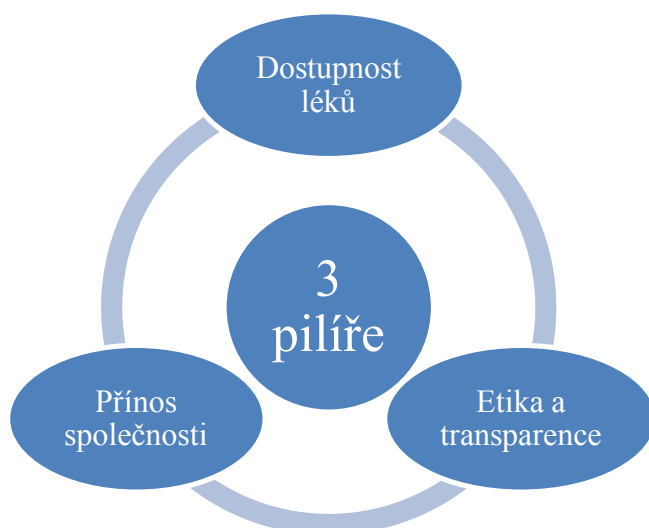 Dostupnost
léků
3
pilíře
Přínos
společnosti
Etika a
transparence